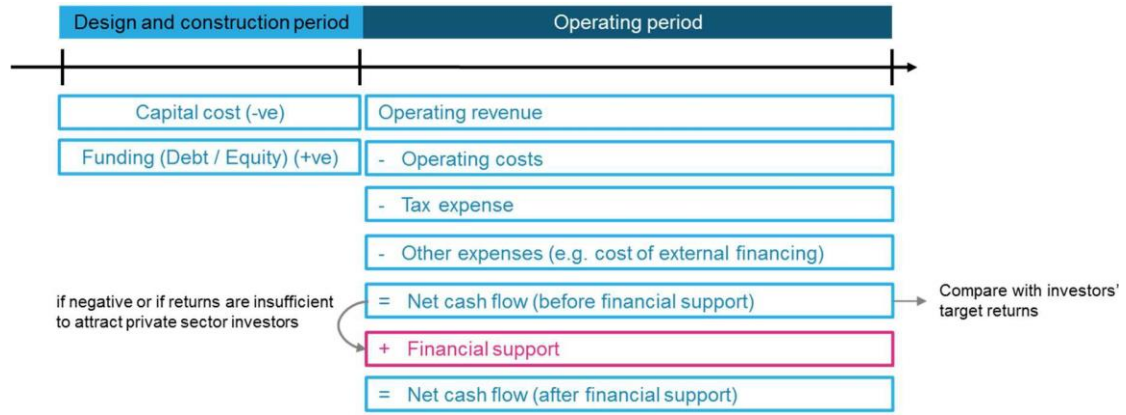 Design and construction period
Operating period
Capital cost (-ve)
Operating revenue
Funding (Debt / Equity) (+ve)
- Operating costs
- Tax expense
- Other expenses (e.g. cost of external financing)
if negative or if returns are insufficient
to attract private sector investors
= Net cash flow (before financial support)
Compare with investors’
target returns
+ Financial support
= Net cash flow (after financial support)